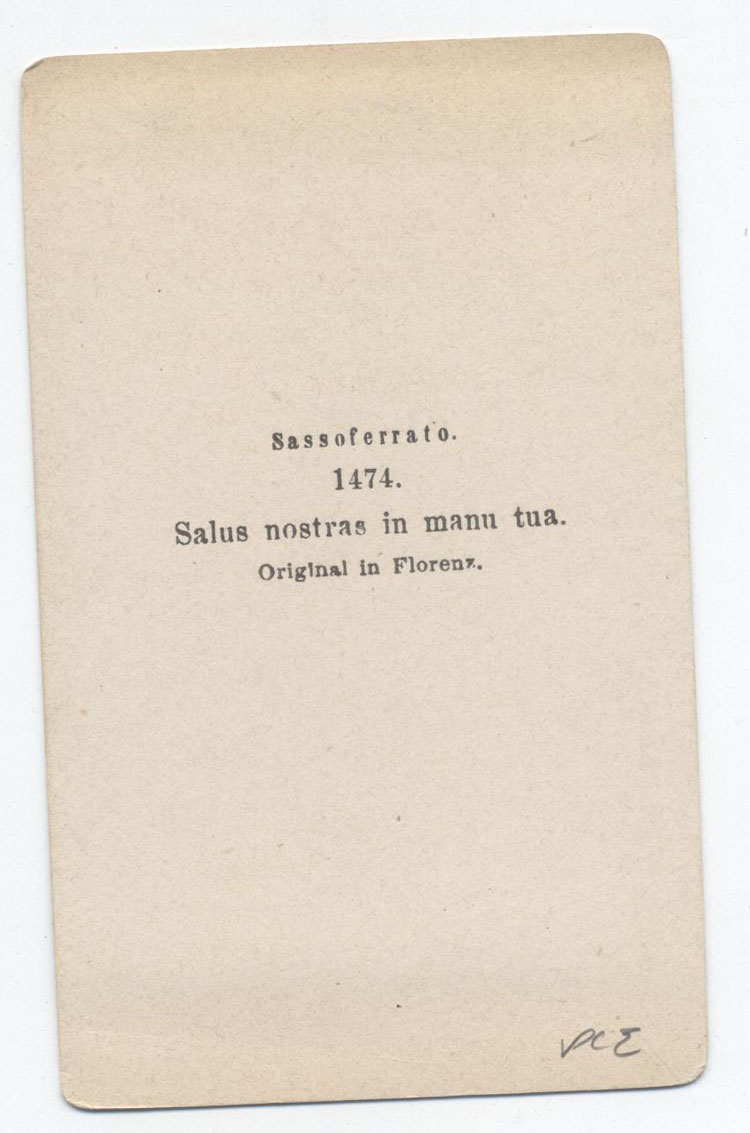 Sassoferrato.
1474.
Salus nostras in manu tua.
Original in Florenz.